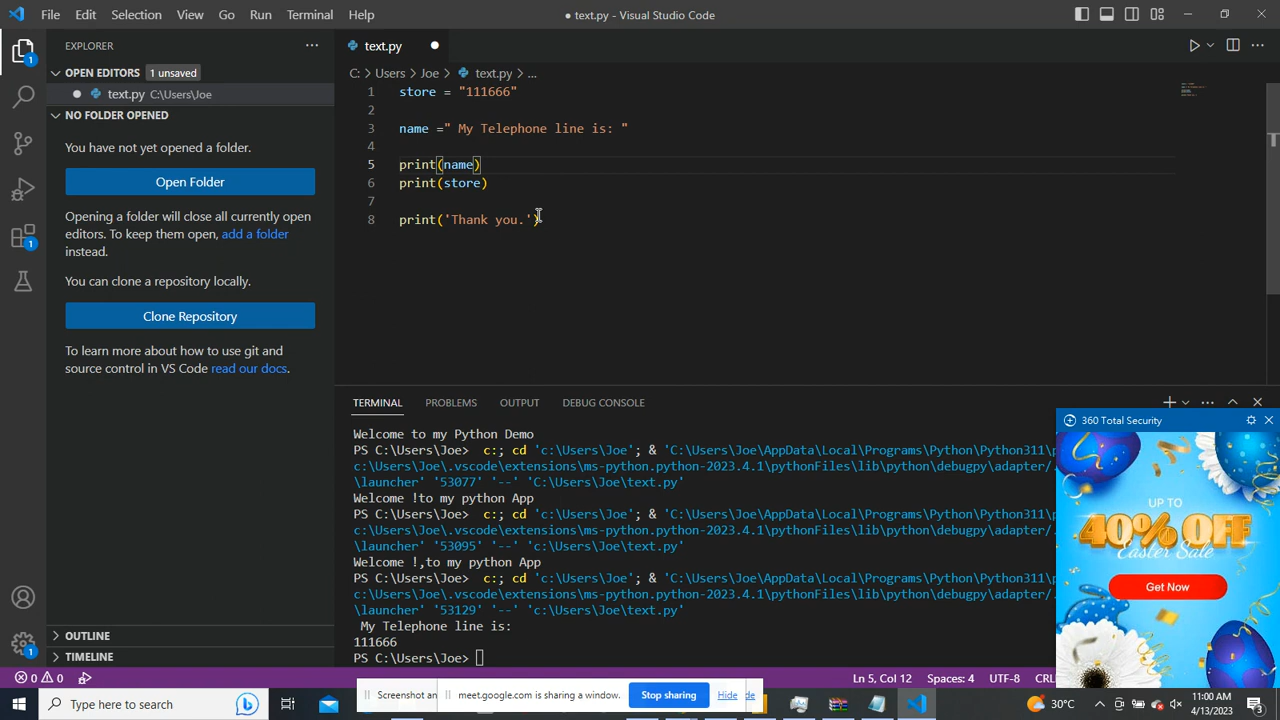 File Edit Selection View Go Run Terminal Help
● text.py - Visual Studio Code
EXPLORER
OPEN EDITORS 1 unsaved
text.py C:\Users\Joe
NO FOLDER OPENED
You have not yet opened a folder.
Open Folder
Opening a folder will close all currently open
editors. To keep them open, add a folder
instead.
You can clone a repository locally.
Clone Repository
To learn more about how to use git and
source control in VS Code read our docs.
OUTLINE
TIMELINE
1
1
1
text.py
C: > Users > Joe > text.py > ...
1 store = "111666"
2
3 name =" My Telephone line is: "
4
5 print(name)
6 print(store)
7
8 print('Thank you.')
TERMINAL PROBLEMS OUTPUT DEBUG CONSOLE
Welcome to my Python Demo
PS C:\Users\Joe> c:; cd 'c:\Users\Joe'; & 'C:\Users\Joe\AppData\Local\Programs\Python\Python311\
c:\Users\Joe\.vscode\extensions\ms-python.python-2023.4.1\pythonFiles\lib\python\debugpy\adapter/.
\launcher' '53077' '--' 'C:\Users\Joe\text.py'
Welcome !to my python App
PS C:\Users\Joe> c:; cd 'c:\Users\Joe'; & 'C:\Users\Joe\AppData\Local\Programs\Python\Python311\
c:\Users\Joe\.vscode\extensions\ms-python.python-2023.4.1\pythonFiles\lib\python\debugpy\adapter/.
\launcher' '53095' '--' 'c:\Users\Joe\text.py'
Welcome !,to my python App
PS C:\Users\Joe> c:; cd 'c:\Users\Joe'; & 'C:\Users\Joe\AppData\Local\Programs\Python\Python311\
c:\Users\Joe\.vscode\extensions\ms-python.python-2023.4.1\pythonFiles\lib\python\debugpy\adapter/.
\launcher' '53129' '--' 'c:\Users\Joe\text.py'
My Telephone line is:
111666
PS C:\Users\Joe>
360 Total Security
UP TO
40% OFF
Easter Sale
Get Now
0 0 Ln 5, Col 12 Spaces: 4 UTF-8 CRL
Screenshot an
meet.google.com is sharing a window. Stop sharing Hide de
Type here to search
30°C
11:00 AM
4/13/2023
3